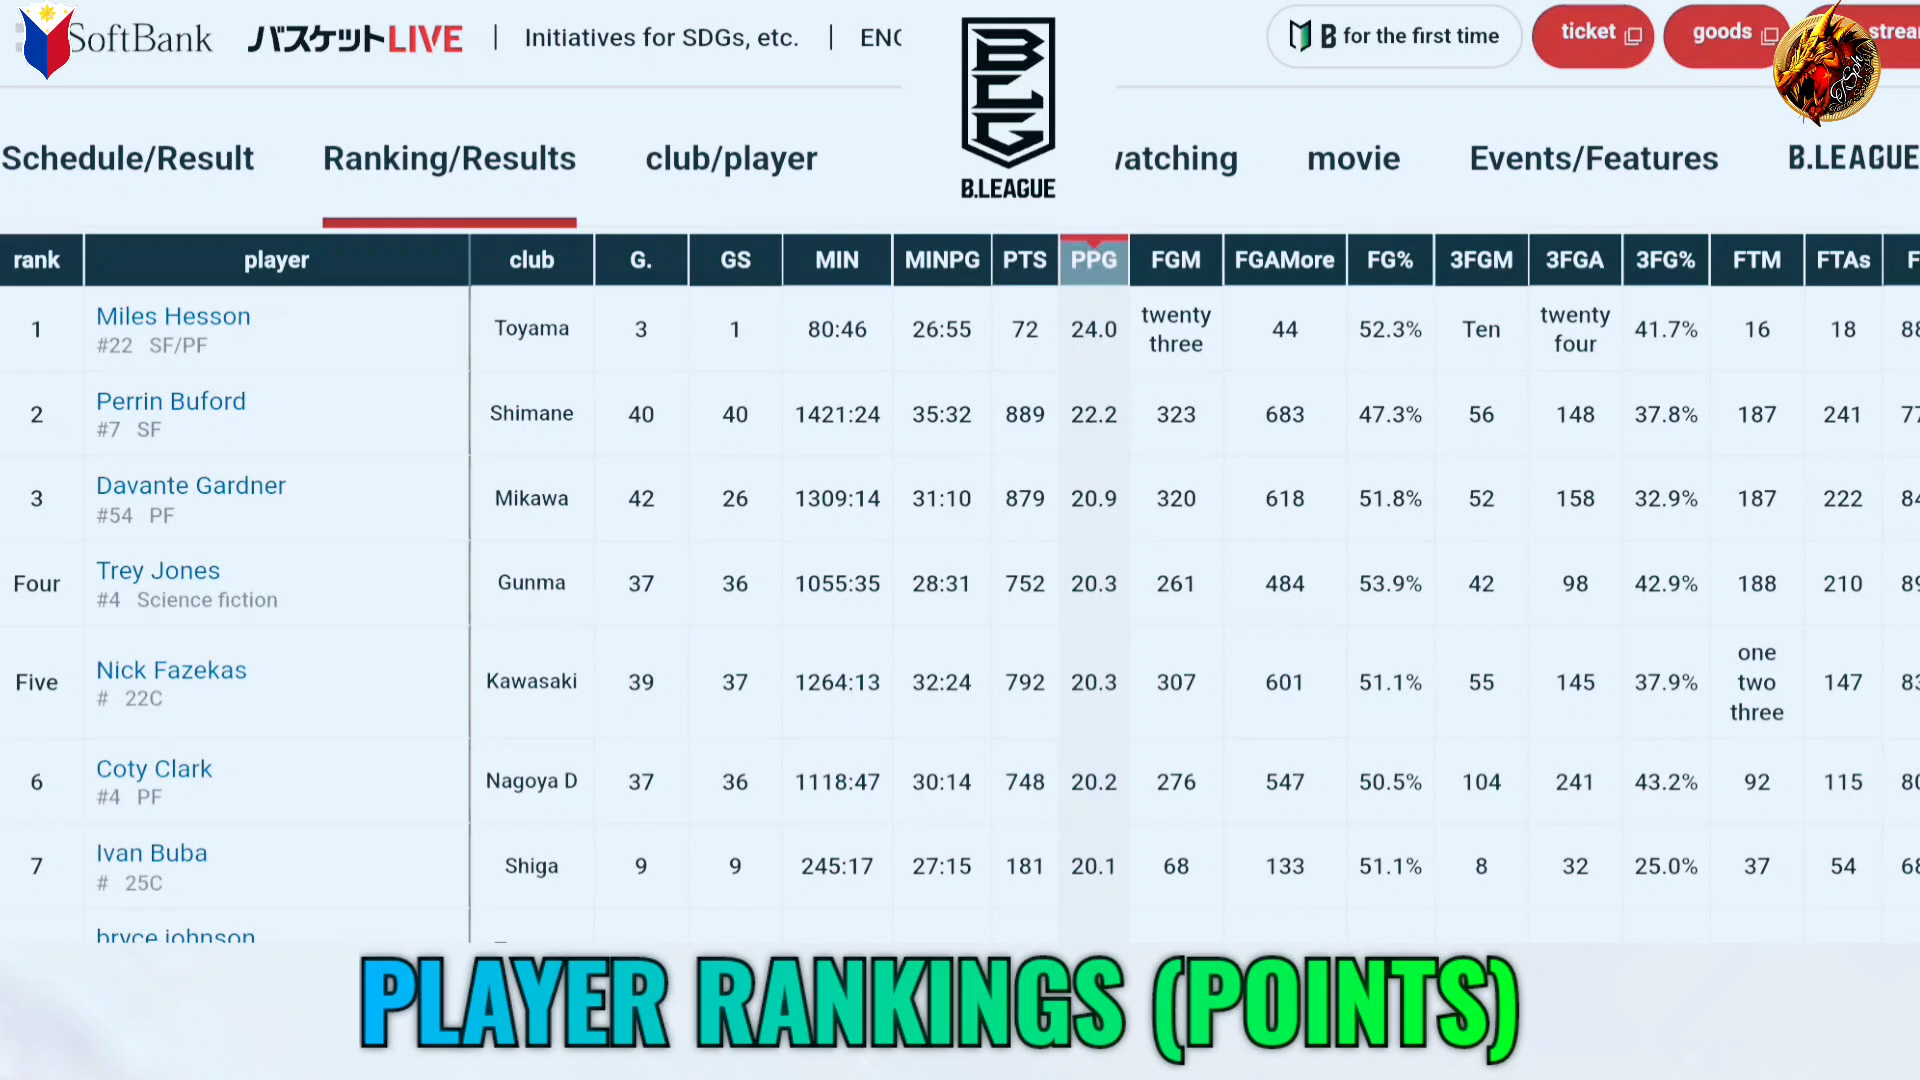 SoftBank バスケットLIVE | Initiatives for SDGs, etc. | ENG
B for the first time ticket goods
BLG
B.LEAGUE
Schedule/Result Ranking/Results club/player watching movie Events/Features B.LEAGUE
rank player club G. GS MIN MINPG PTS PPG FGM FGAMore FG% 3FGM 3FGA 3FG% FTM FTAs F
1 Miles Hesson #22 SF/PF Toyama 3 1 80:46 26:55 72 24.0 twenty three 44 52.3% Ten twenty four 41.7% 16 18 88
2 Perrin Buford #7 SF Shimane 40 40 1421:24 35:32 889 22.2 323 683 47.3% 56 148 37.8% 187 241 77
3 Davante Gardner #54 PF Mikawa 42 26 1309:14 31:10 879 20.9 320 618 51.8% 52 158 32.9% 187 222 84
Four Trey Jones #4 Science fiction Gunma 37 36 1055:35 28:31 752 20.3 261 484 53.9% 42 98 42.9% 188 210 89
Five Nick Fazekas # 22C Kawasaki 39 37 1264:13 32:24 792 20.3 307 601 51.1% 55 145 37.9% one two three 147 83
6 Coty Clark #4 PF Nagoya D 37 36 1118:47 30:14 748 20.2 276 547 50.5% 104 241 43.2% 92 115 80
7 Ivan Buba # 25C Shiga 9 9 245:17 27:15 181 20.1 68 133 51.1% 8 32 25.0% 37 54 68
bryce johnson
PLAYER RANKINGS (POINTS)